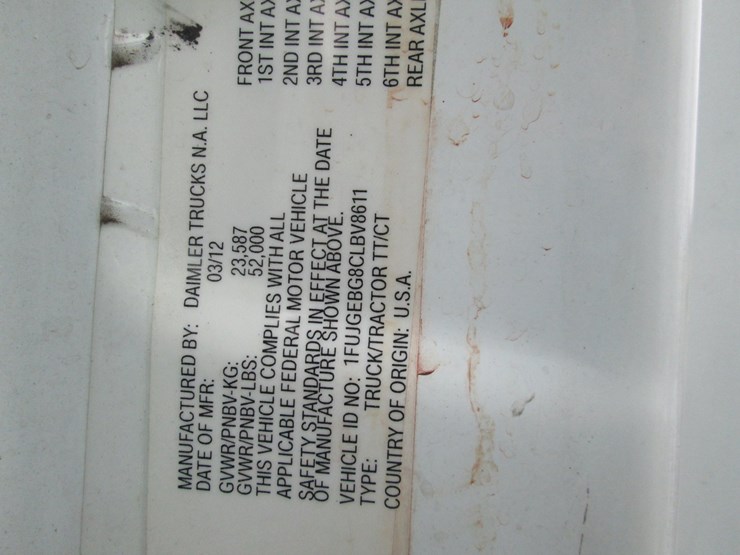 MANUFACTURED BY: DAIMLER TRUCKS N.A. LLC
DATE OF MFR: 03/12
GVWR/PNBV-KG: 23,587
GVWR/PNBV-LBS: 52,000
THIS VEHICLE COMPLIES WITH ALL
APPLICABLE FEDERAL MOTOR VEHICLE
SAFETY STANDARDS IN EFFECT AT THE DATE
OF MANUFACTURE SHOWN ABOVE.
VEHICLE ID NO: 1FUJGEBG8CLBV8611
TYPE: TRUCK/TRACTOR TT/CT
COUNTRY OF ORIGIN: U.S.A.
FRONT AX
1ST INT AX
2ND INT AX
3RD INT AX
4TH INT AX
5TH INT AX
6TH INT AX
REAR AXL